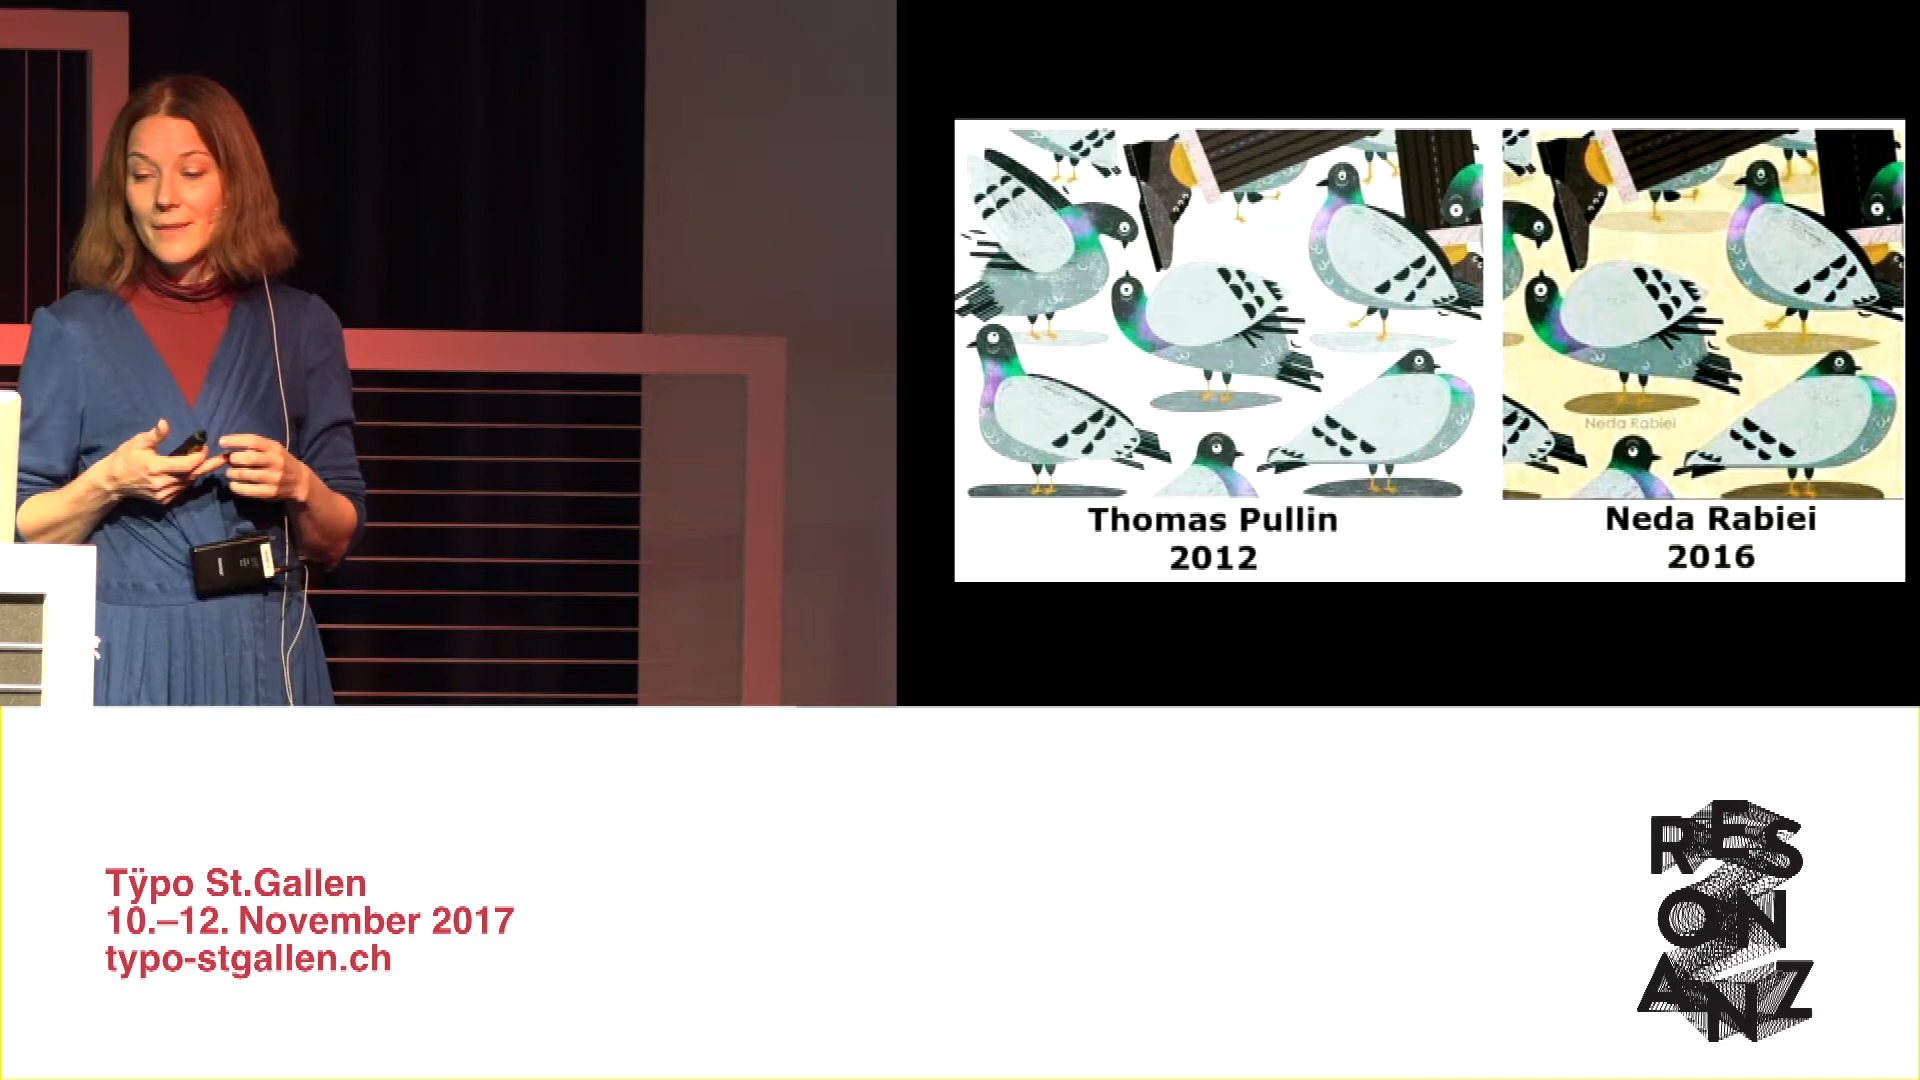 Neda Rabiei
Thomas Pullin
2012
Neda Rabiei
2016
Tÿpo St.Gallen
10.–12. November 2017
typo-stgallen.ch
RES
ON
ANZ